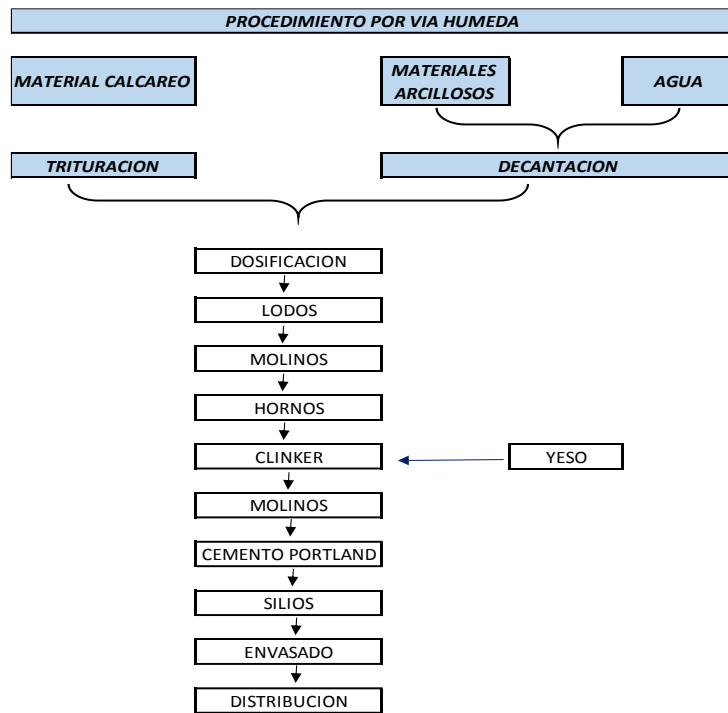 PROCEDIMIENTO POR VIA HUMEDA
MATERIAL CALCAREO
MATERIALES
ARCILLOSOS
AGUA
TRITURACION
DECANTACION
DOSIFICACION
LODOS
MOLINOS
HORNOS
CLINKER
YESO
MOLINOS
CEMENTO PORTLAND
SILIOS
ENVASADO
DISTRIBUCION